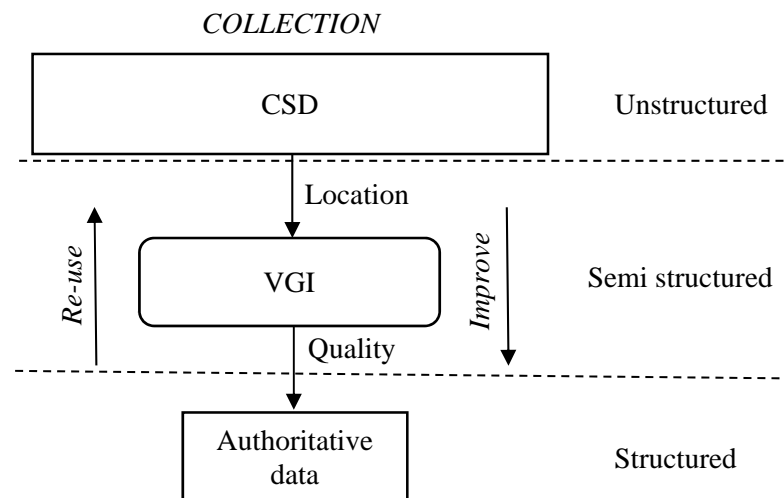 COLLECTION
CSD
Unstructured
Location
Re-use
VGI
Improve
Semi structured
Quality
Authoritative
data
Structured